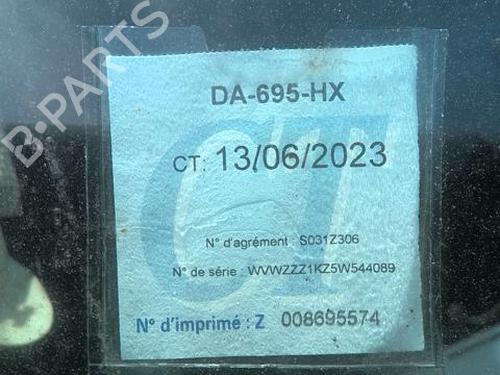 B-PARTS
DA-695-HX
CT
CT: 13/06/2023
N° d'agrément : S031Z306
N° de série : WVWZZZ1KZ5W544089
N° d'imprimé : Z 008695574